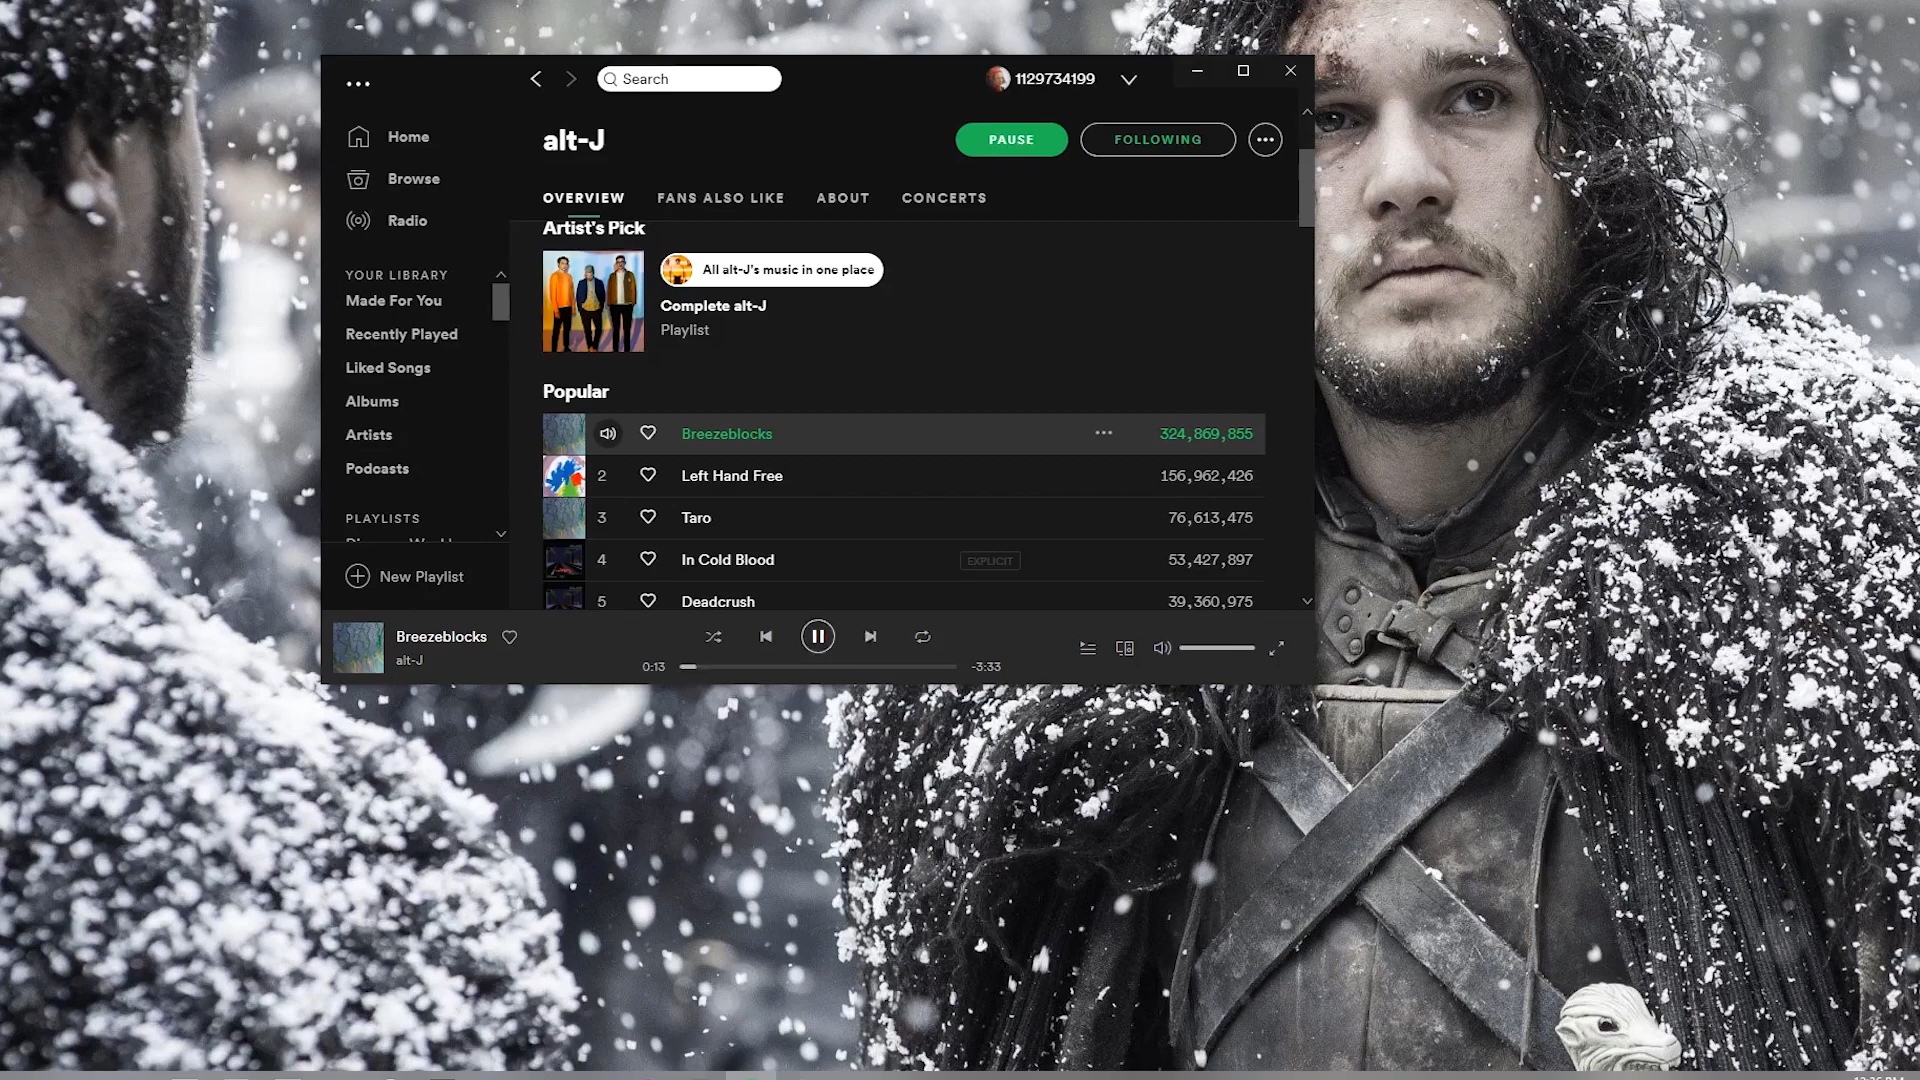 Search
1129734199
Home
Browse
Radio
YOUR LIBRARY
Made For You
Recently Played
Liked Songs
Albums
Artists
Podcasts
PLAYLISTS
New Playlist
alt-J
PAUSE
FOLLOWING
OVERVIEW
FANS ALSO LIKE
ABOUT
CONCERTS
Artist's Pick
All alt-J's music in one place
Complete alt-J
Playlist
Popular
Breezeblocks 324,869,855
2 Left Hand Free 156,962,426
3 Taro 76,613,475
4 In Cold Blood EXPLICIT 53,427,897
5 Deadcrush 39,360,975
Breezeblocks
alt-J
0:13
-3:33